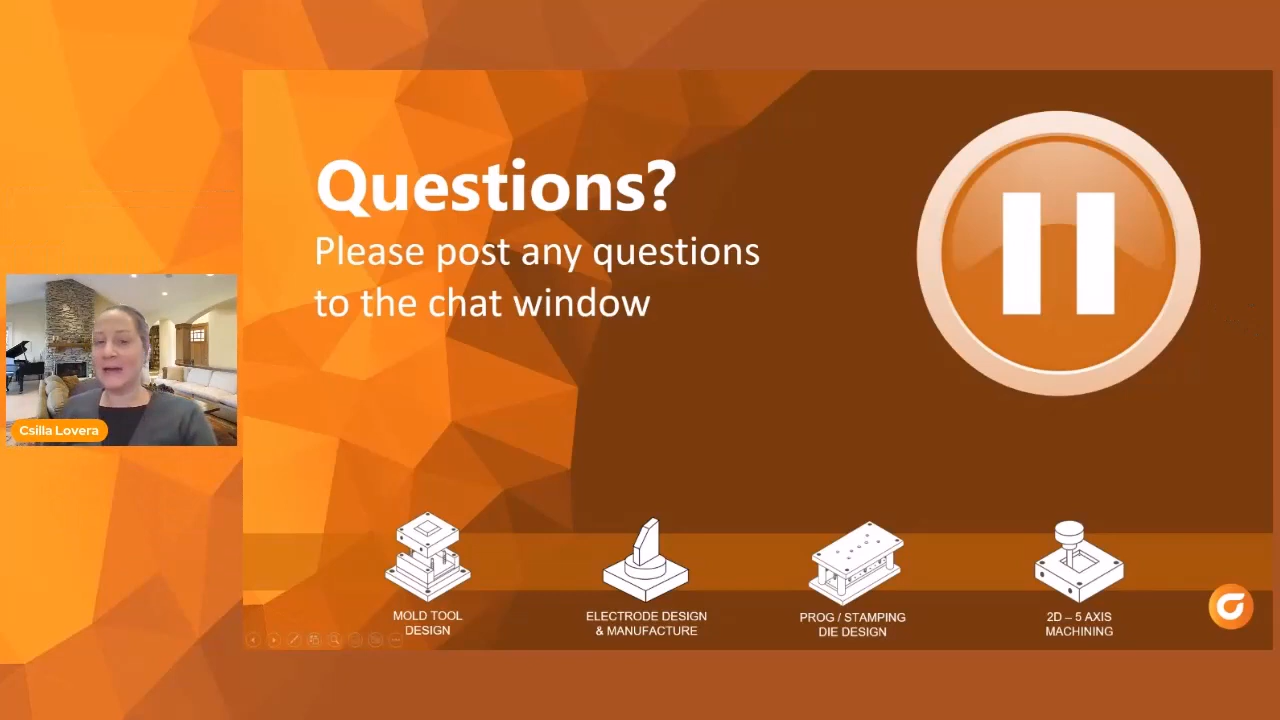 Questions?
Please post any questions
to the chat window
Csilla Lovera
MOLD TOOL
DESIGN
ELECTRODE DESIGN
& MANUFACTURE
PROG / STAMPING
DIE DESIGN
2D – 5 AXIS
MACHINING